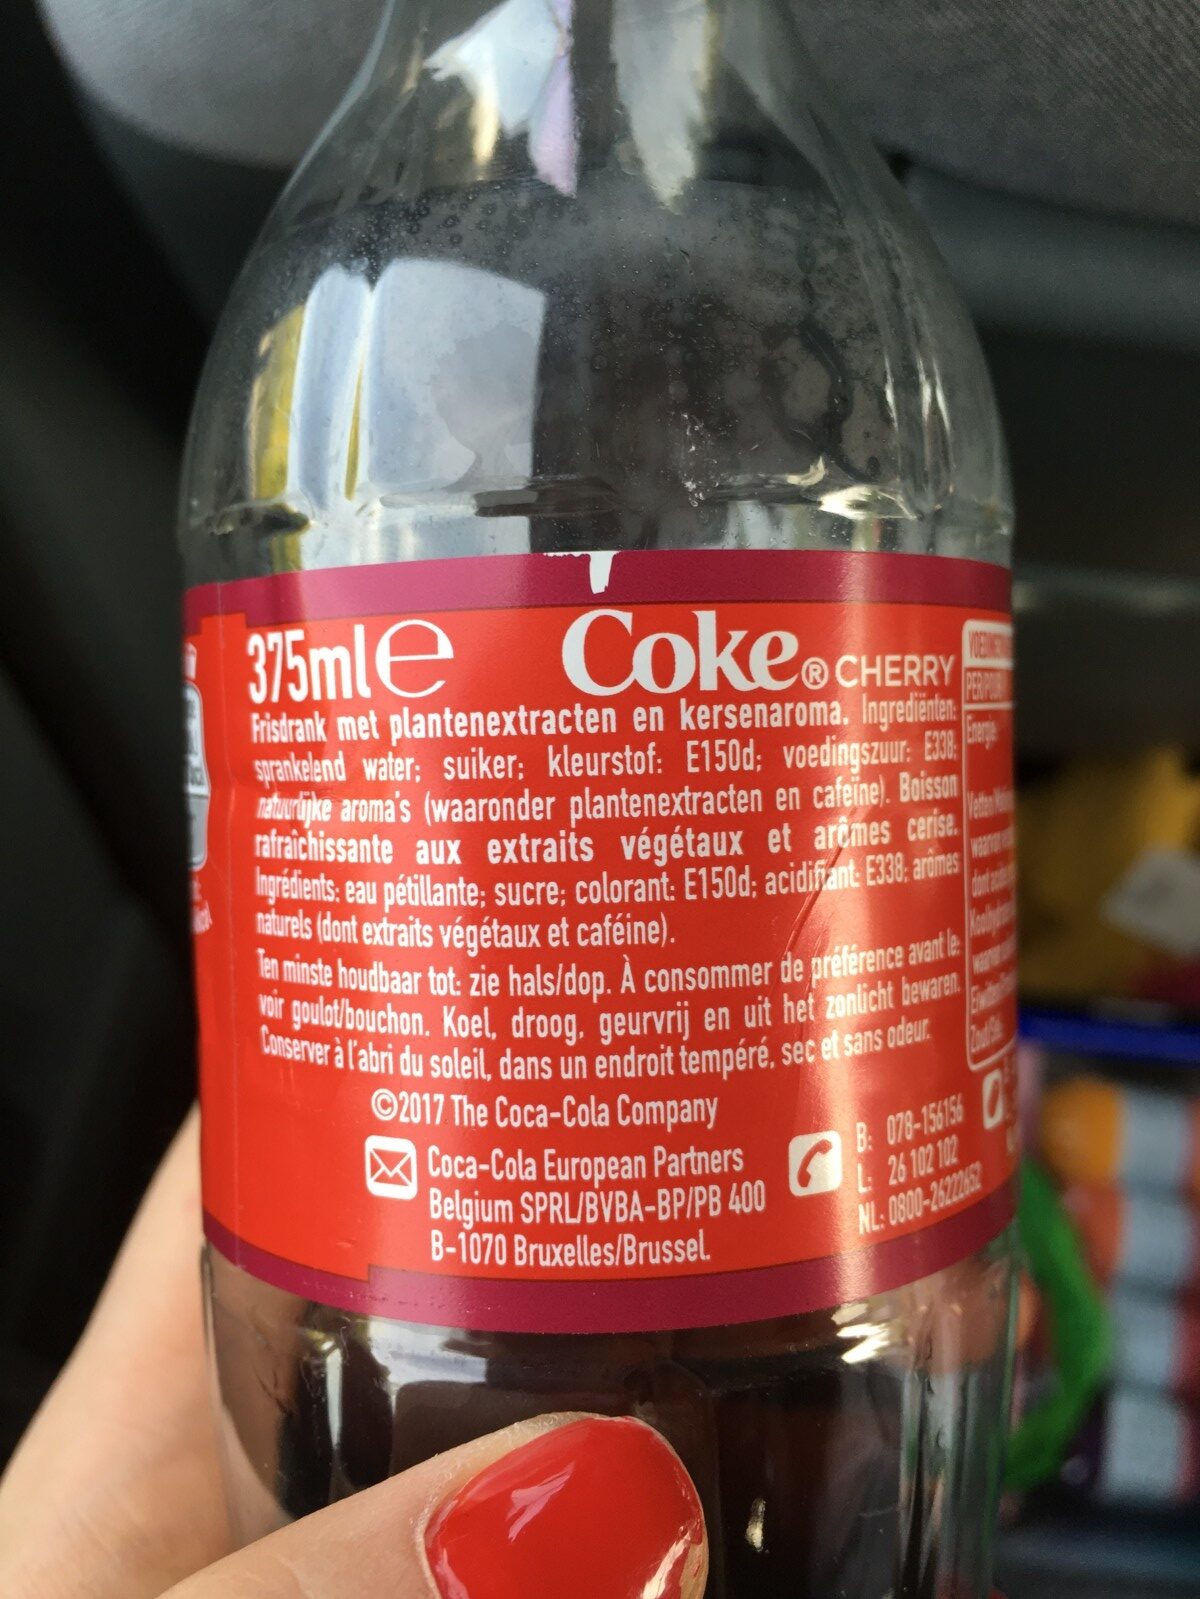 375ml e Coke® CHERRY
Frisdrank met plantenextracten en kersenaroma. Ingrediënten:
sprankelend water; suiker; kleurstof: E150d; voedingszuur: E338;
natuurlijke aroma's (waaronder plantenextracten en cafeïne). Boisson
rafraîchissante aux extraits végétaux et arômes cerise.
Ingrédients: eau pétillante; sucre; colorant: E150d; acidifiant: E338; arômes
naturels (dont extraits végétaux et caféine).
Ten minste houdbaar tot: zie hals/dop. À consommer de préférence avant le:
voir goulot/bouchon. Koel, droog, geurvrij en uit het zonlicht bewaren.
Conserver à l'abri du soleil, dans un endroit tempéré, sec et sans odeur.
©2017 The Coca-Cola Company
Coca-Cola European Partners
Belgium SPRL/BVBA-BP/PB 400
B-1070 Bruxelles/Brussel.
B: 078-156156
L: 26 102 102
NL: 0800-26222652
Energie